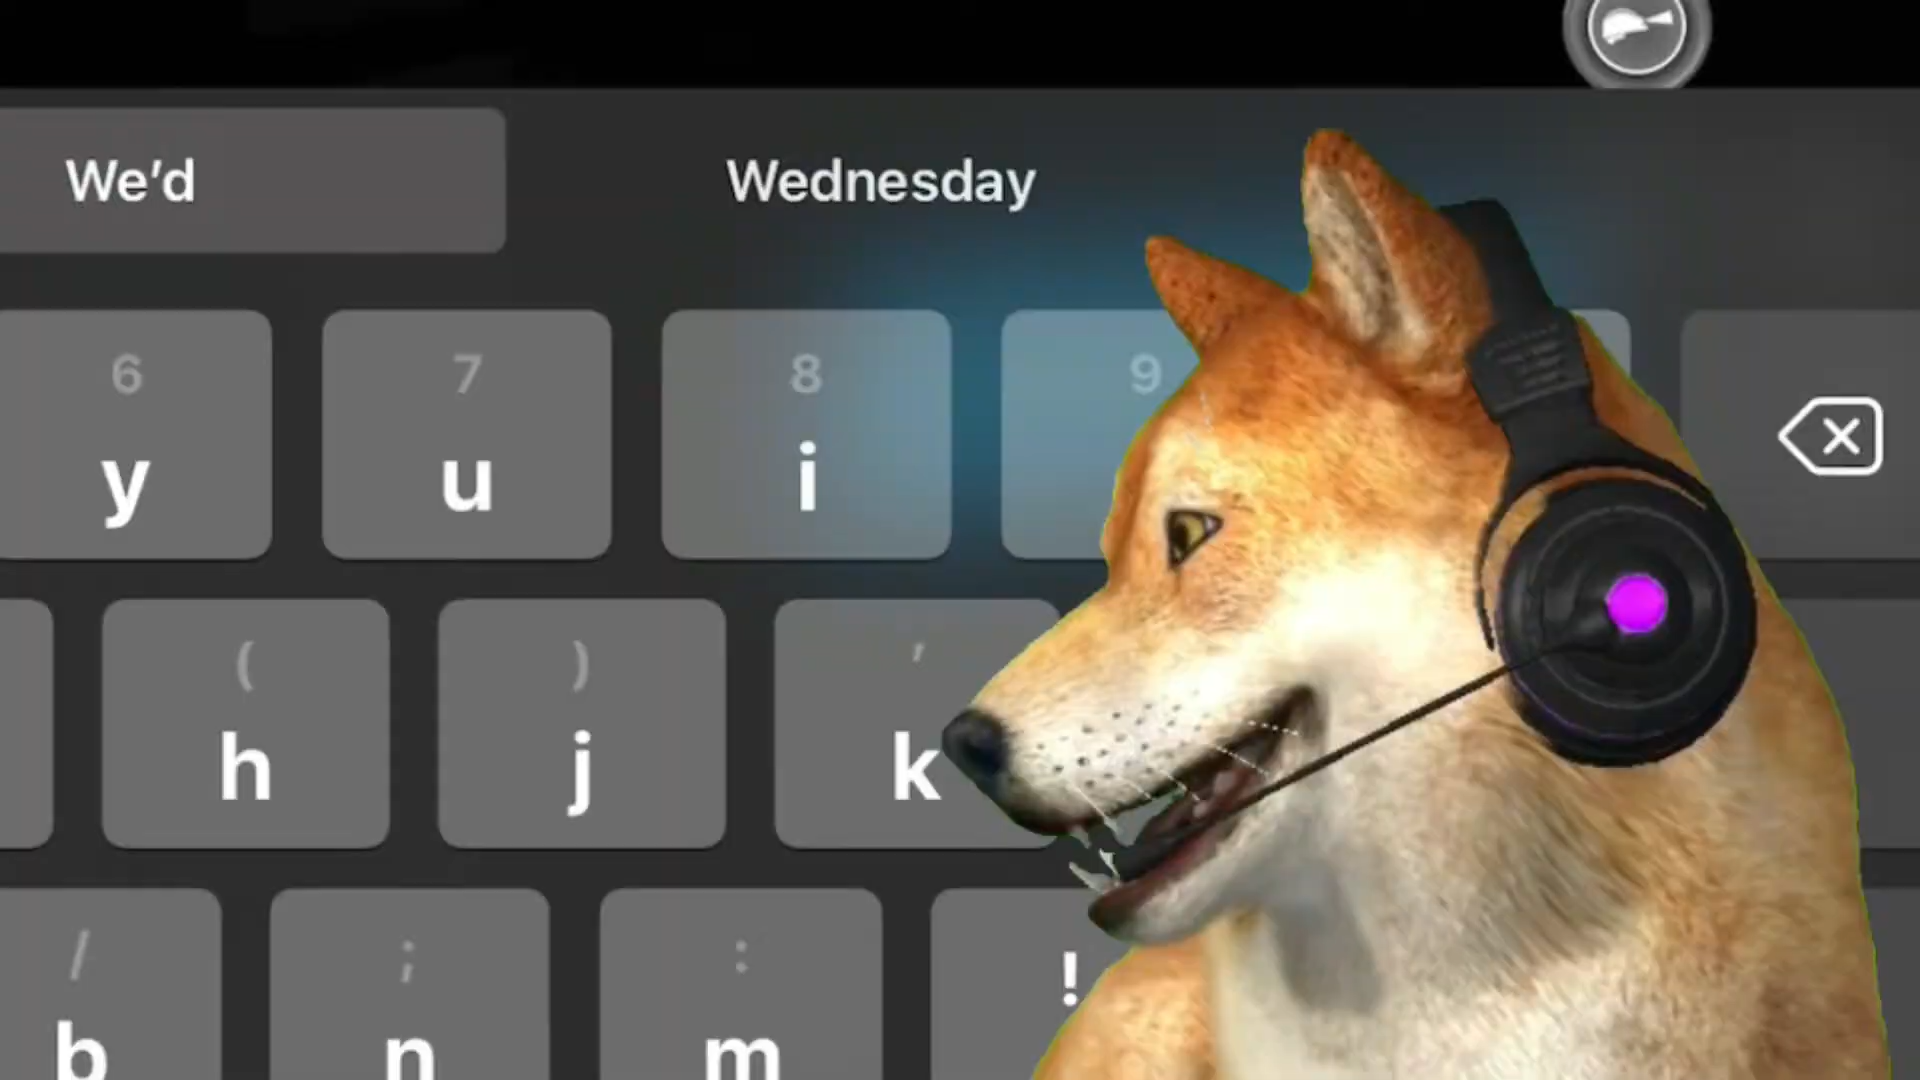 We'd Wednesday
6 7 8 9
y u i
( ) '
h j k
/ ; : !
b n m